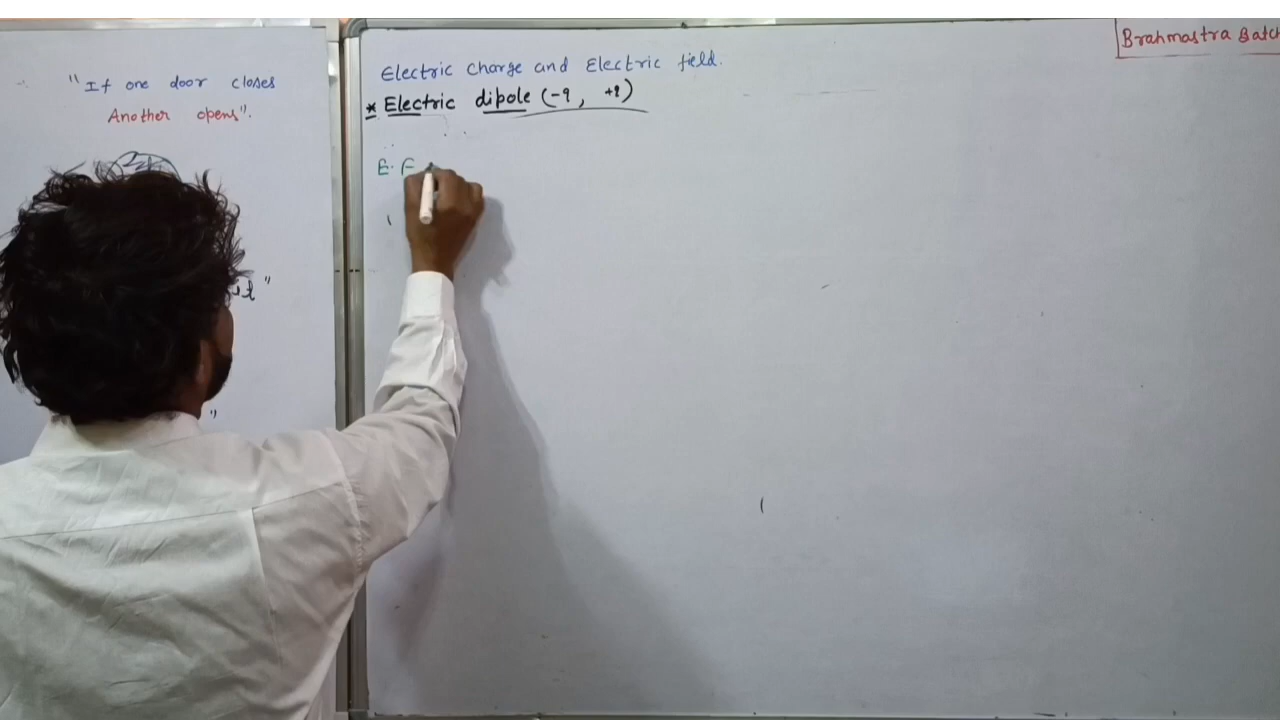 "If one door closes
Another opens".
Brahmastra Batch
Electric Charge and Electric field.
* Electric dipole (-q, +q)
E.F